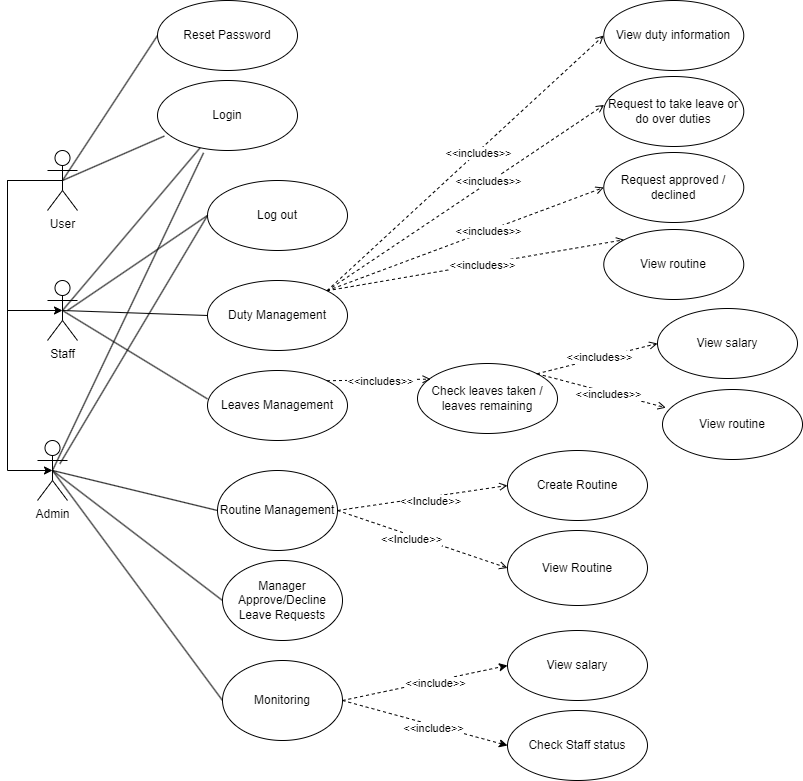 Reset Password
View duty information
Login
Request to take leave or
do over duties
<<includes>>
<<includes>>
Request approved /
declined
User
Log out
<<includes>>
<<includes>>
View routine
Duty Management
Staff
View salary
<<includes>>
<<includes>>
Check leaves taken /
leaves remaining
<<includes>>
Leaves Management
View routine
Admin
Create Routine
<<Include>>
Routine Management
<<Include>>
View Routine
Manager
Approve/Decline
Leave Requests
View salary
<<include>>
Monitoring
<<include>>
Check Staff status